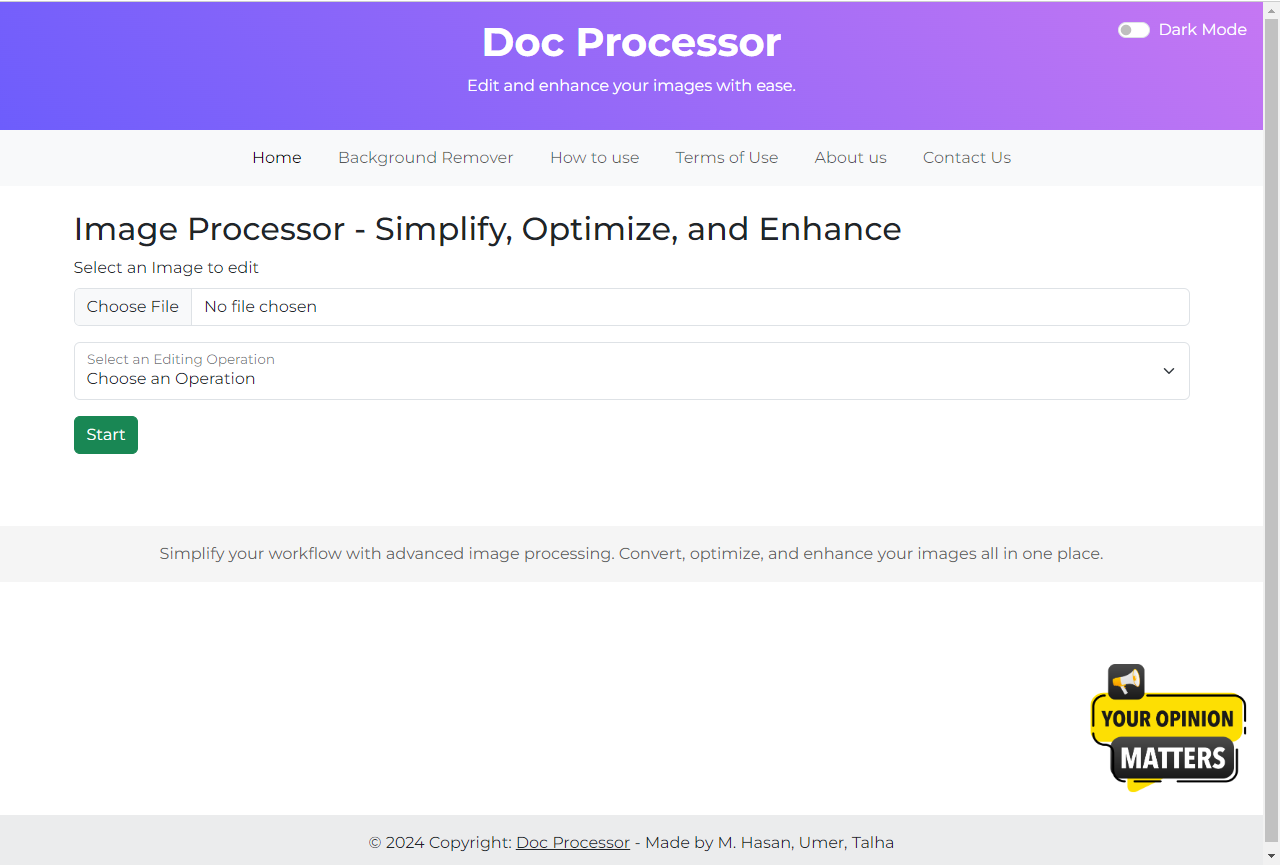 Doc Processor
Dark Mode
Edit and enhance your images with ease.
Home Background Remover How to use Terms of Use About us Contact Us
Image Processor - Simplify, Optimize, and Enhance
Select an Image to edit
Choose File No file chosen
Select an Editing Operation
Choose an Operation
Start
Simplify your workflow with advanced image processing. Convert, optimize, and enhance your images all in one place.
YOUR OPINION
MATTERS
© 2024 Copyright: Doc Processor - Made by M. Hasan, Umer, Talha